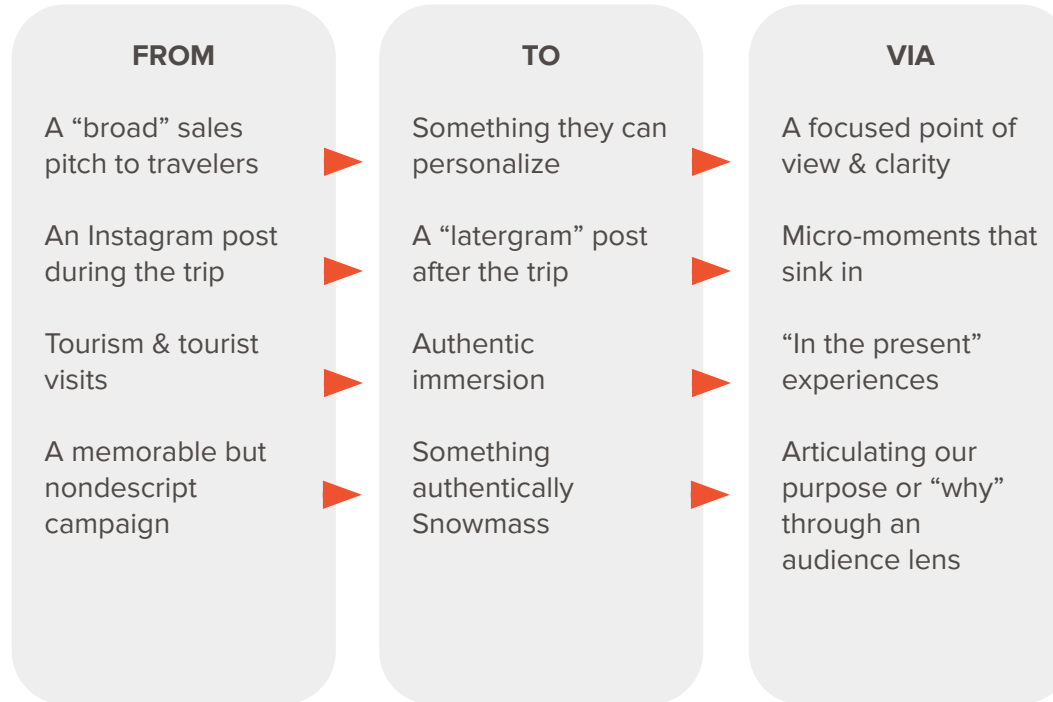 FROM
A “broad” sales
pitch to travelers
An Instagram post
during the trip
Tourism & tourist
visits
A memorable but
nondescript
campaign
TO
Something they can
personalize
A “latergram” post
after the trip
Authentic
immersion
Something
authentically
Snowmass
VIA
A focused point of
view & clarity
Micro-moments that
sink in
“In the present”
experiences
Articulating our
purpose or “why”
through an
audience lens